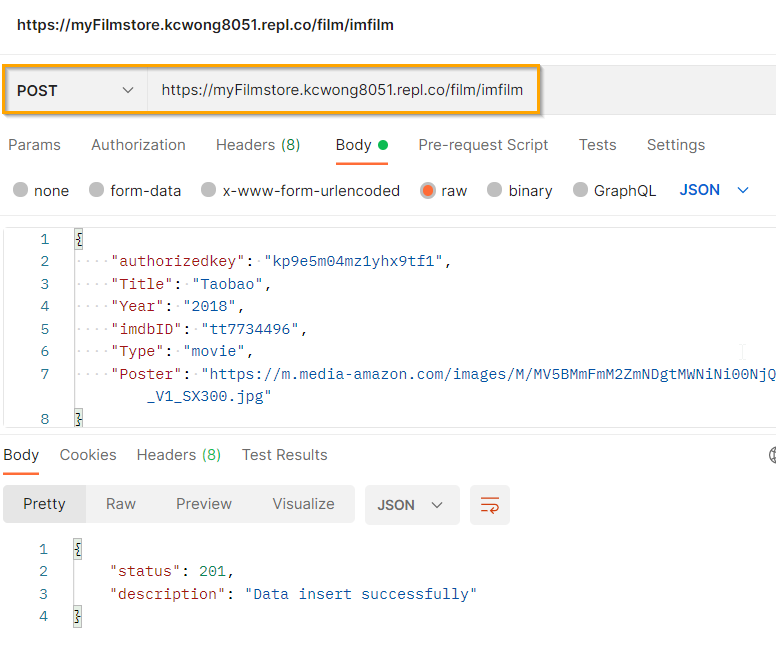 https://myFilmstore.kcwong8051.repl.co/film/imfilm
POST https://myFilmstore.kcwong8051.repl.co/film/imfilm
Params Authorization Headers (8) Body Pre-request Script Tests Settings
none form-data x-www-form-urlencoded raw binary GraphQL JSON
1 {
2 "authorizedkey": "kp9e5m04mz1yhx9tf1",
3 "Title": "Taobao",
4 "Year": "2018",
5 "imdbID": "tt7734496",
6 "Type": "movie",
7 "Poster": "https://m.media-amazon.com/images/M/MV5BMmFmM2ZmNDgtMWNiNi00NjQ
_V1_SX300.jpg"
8 }
Body Cookies Headers (8) Test Results
Pretty Raw Preview Visualize JSON
1 {
2 "status": 201,
3 "description": "Data insert successfully"
4 }